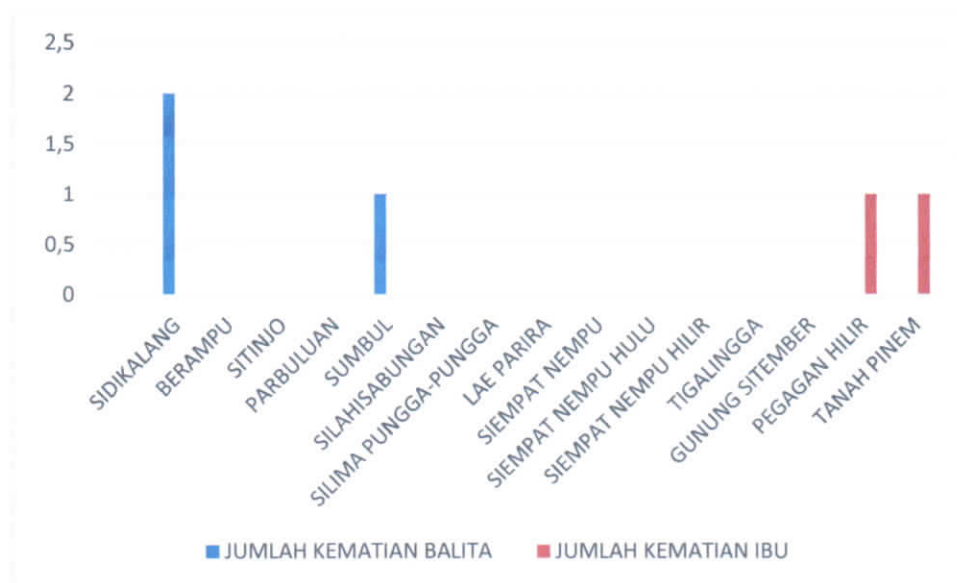 2,5
2
1,5
1
0,5
0
SIDIKALANG
BERAMPU
SITINJO
PARBULUAN
SUMBUL
SILAHISABUNGAN
SILIMA PUNGGA-PUNGGA
LAE PARIRA
SIEMPAT NEMPU
SIEMPAT NEMPU HULU
SIEMPAT NEMPU HILIR
TIGALINGGA
GUNUNG SITEMBER
PEGAGAN HILIR
TANAH PINEM
JUMLAH KEMATIAN BALITA
JUMLAH KEMATIAN IBU